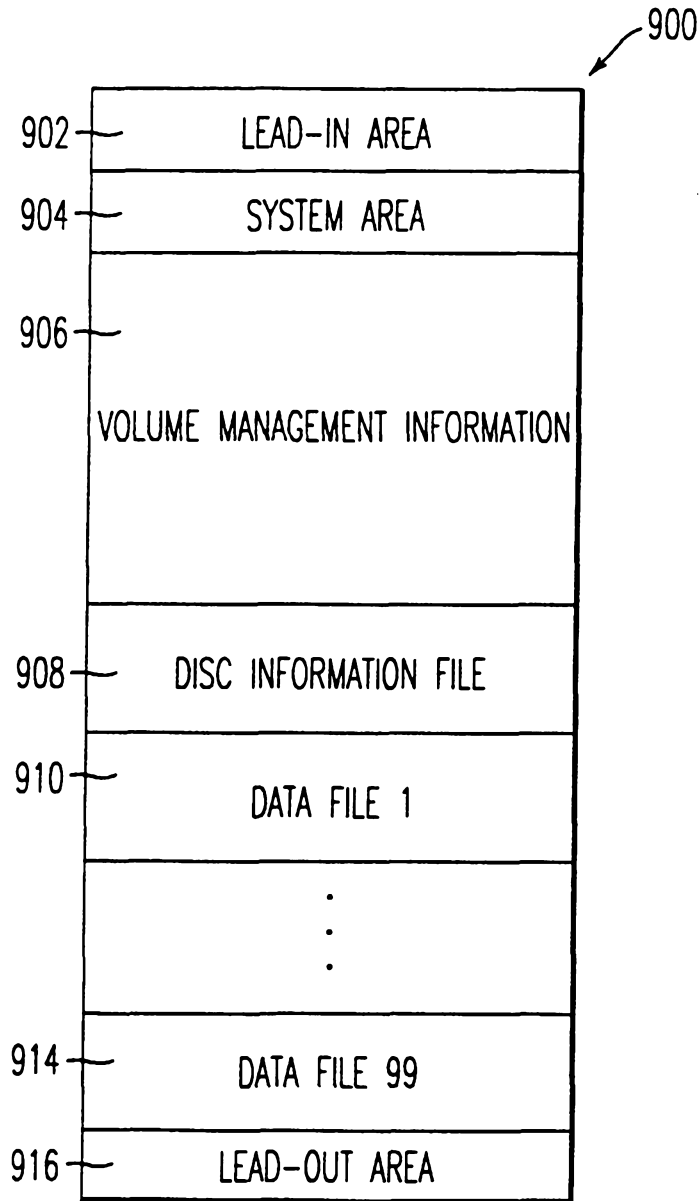 900
902 LEAD-IN AREA
904 SYSTEM AREA
906
VOLUME MANAGEMENT INFORMATION
908 DISC INFORMATION FILE
910
DATA FILE 1
914 DATA FILE 99
916 LEAD-OUT AREA